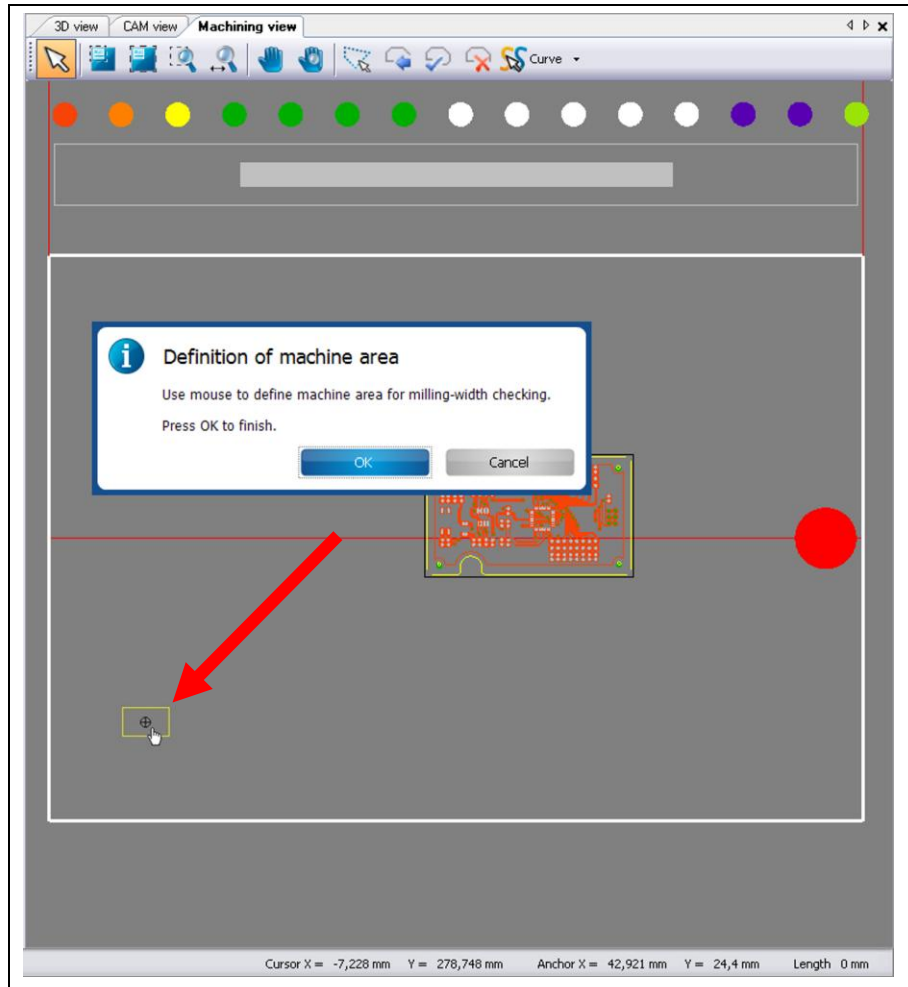 3D view CAM view Machining view
Curve
Definition of machine area
Use mouse to define machine area for milling-width checking.
Press OK to finish.
OK Cancel
Cursor X = -7,228 mm Y = 278,748 mm Anchor X = 42,921 mm Y = 24,4 mm Length 0 mm